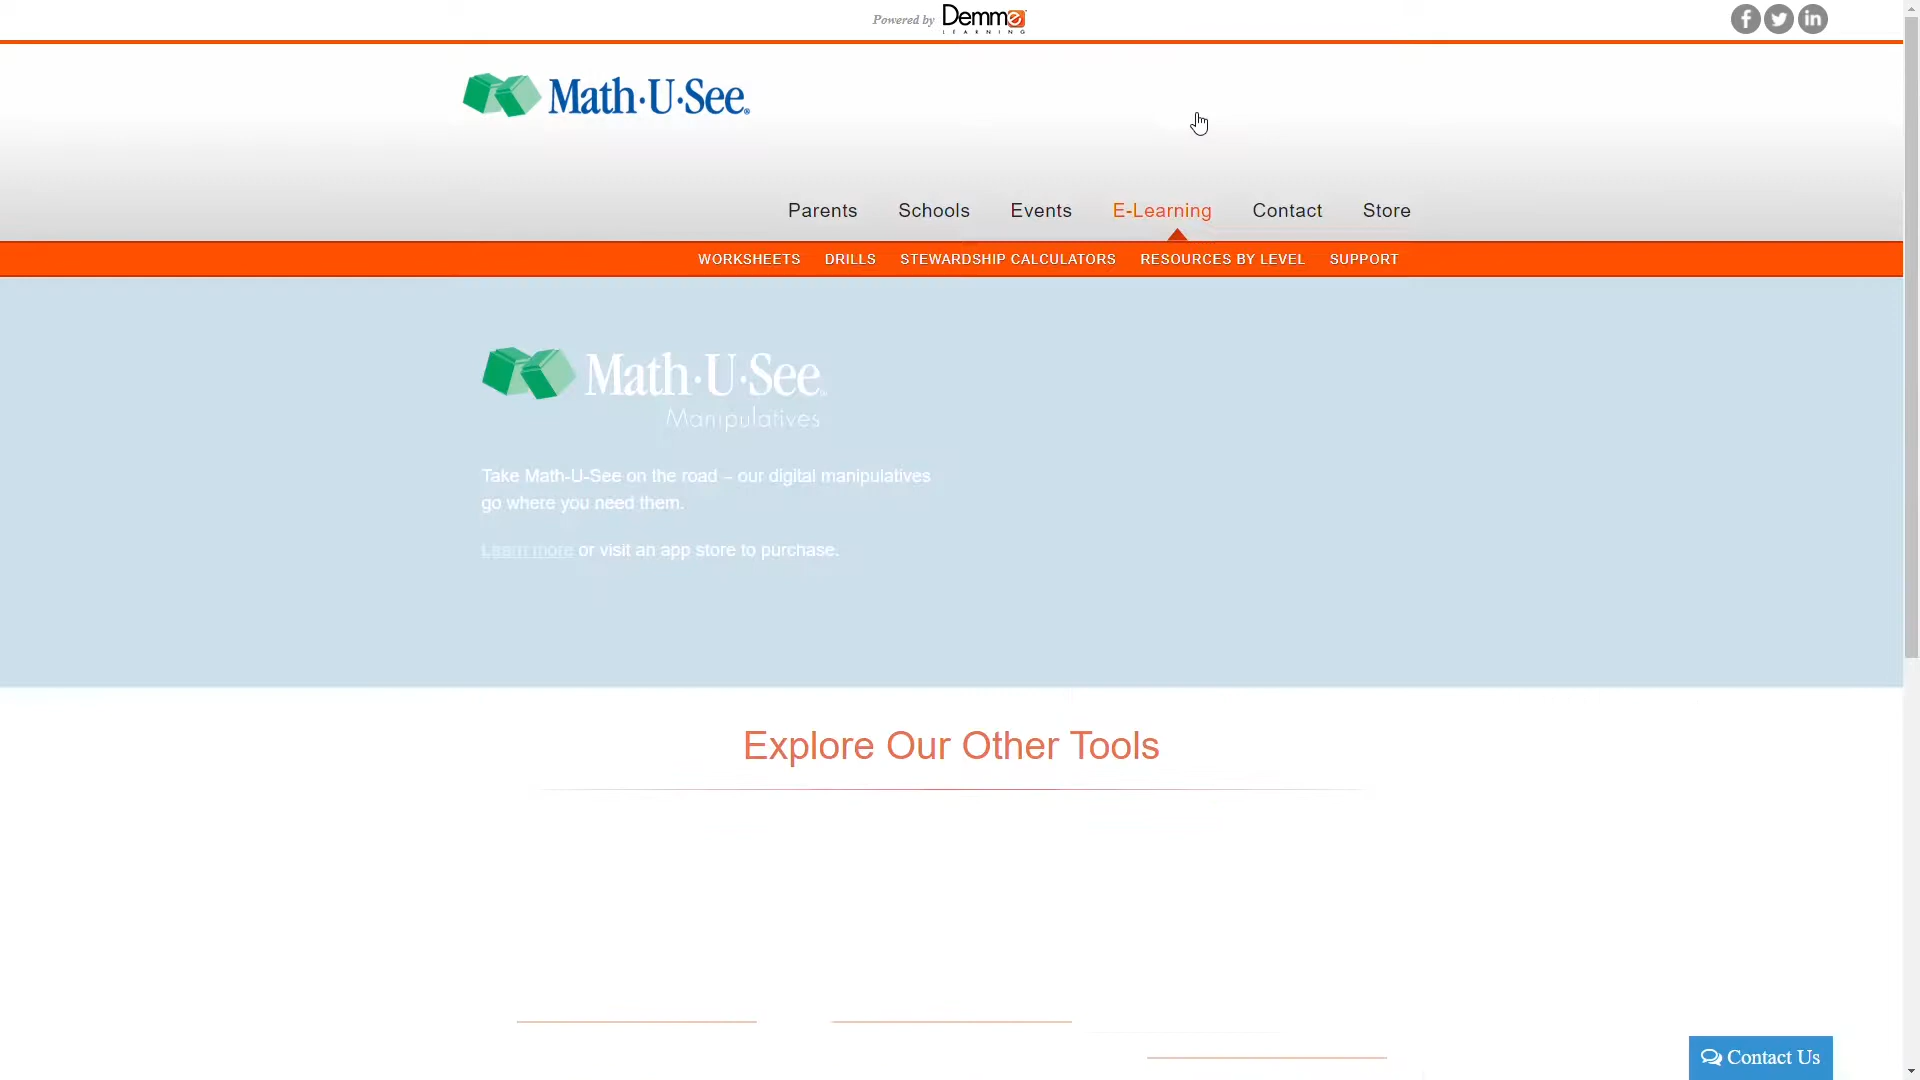 Powered by Demme
LEARNING
Math·U·See®
Parents Schools Events E-Learning Contact Store
WORKSHEETS DRILLS STEWARDSHIP CALCULATORS RESOURCES BY LEVEL SUPPORT
Math·U·See
Manipulatives
Take Math-U-See on the road – our digital manipulatives
go where you need them.
Learn more or visit an app store to purchase.
Explore Our Other Tools
Contact Us